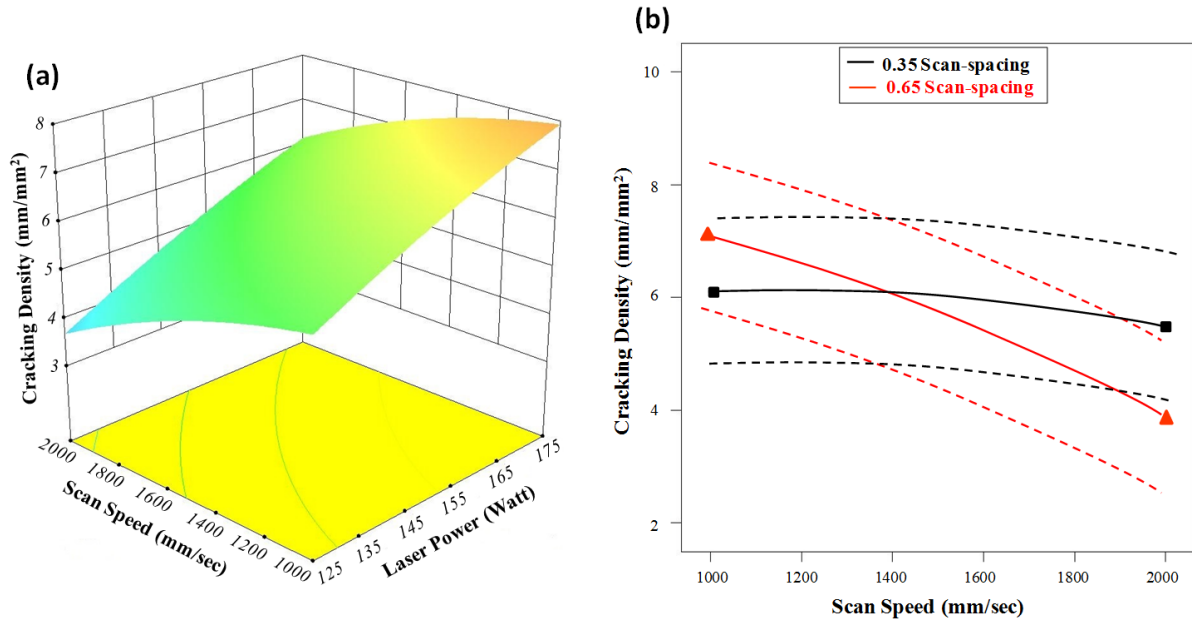 (a)
8
7
6
5
4
3
Cracking Density (mm/mm²)
2000
1800
1600
1400
1200
1000
Scan Speed (mm/sec)
125
135
145
155
165
175
Laser Power (Watt)
(b)
0.35 Scan-spacing
0.65 Scan-spacing
10
8
6
4
2
Cracking Density (mm/mm²)
1000 1200 1400 1600 1800 2000
Scan Speed (mm/sec)